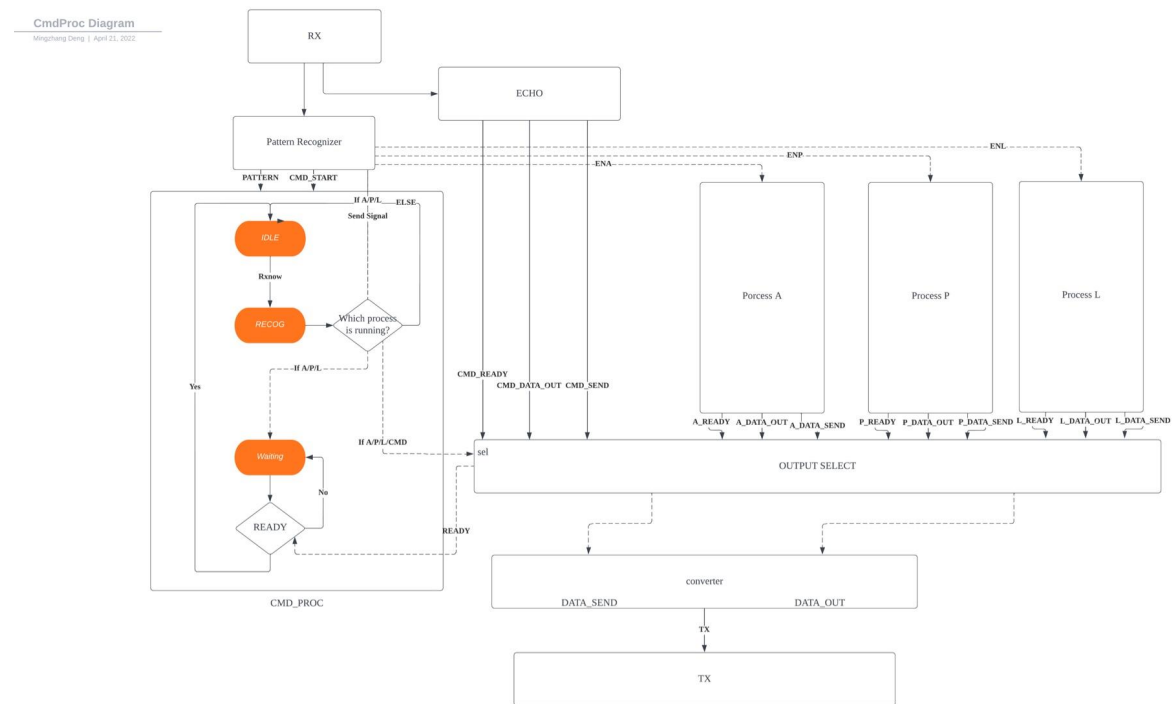 CmdProc Diagram
Mingzhang Deng | April 21, 2022
RX
ECHO
Pattern Recognizer
ENL
ENP
ENA
PATTERN
CMD_START
If A/P/L
Send Signal
ELSE
IDLE
Rxnow
RECOG
Which process
is running?
If A/P/L
Yes
If A/P/L/CMD
Waiting
No
READY
READY
CMD_PROC
CMD_READY
CMD_DATA_OUT
CMD_SEND
Porcess A
Process P
Process L
A_READY
A_DATA_OUT
A_DATA_SEND
P_READY
P_DATA_OUT
P_DATA_SEND
L_READY
L_DATA_OUT
L_DATA_SEND
sel
OUTPUT SELECT
converter
DATA_SEND
DATA_OUT
TX
TX